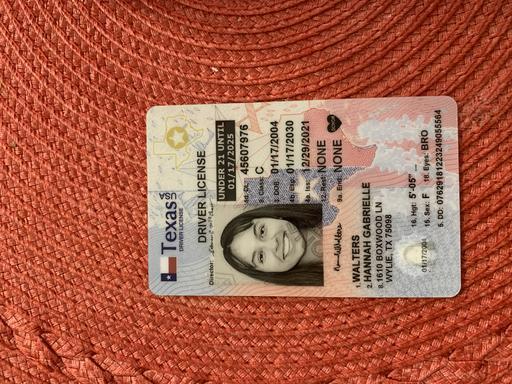 Texas
USA
DRIVER LICENSE
DRIVER LICENSE
Director:
UNDER 21 UNTIL
01/17/2025
4d. DL: 45607976
9. Class: C
3. DOB: 01/17/2004
4b. Exp: 01/17/2030
4a. Iss: 12/29/2021
12. Rest: NONE
9a. End: NONE
1. WALTERS
2. HANNAH GABRIELLE
8. 1610 BOXWOOD LN
WYLIE, TX 75098
16. Hgt: 5'-05"
15. Sex: F 18. Eyes: BRO
5. DD: 07629181223249055564
01/17/2004